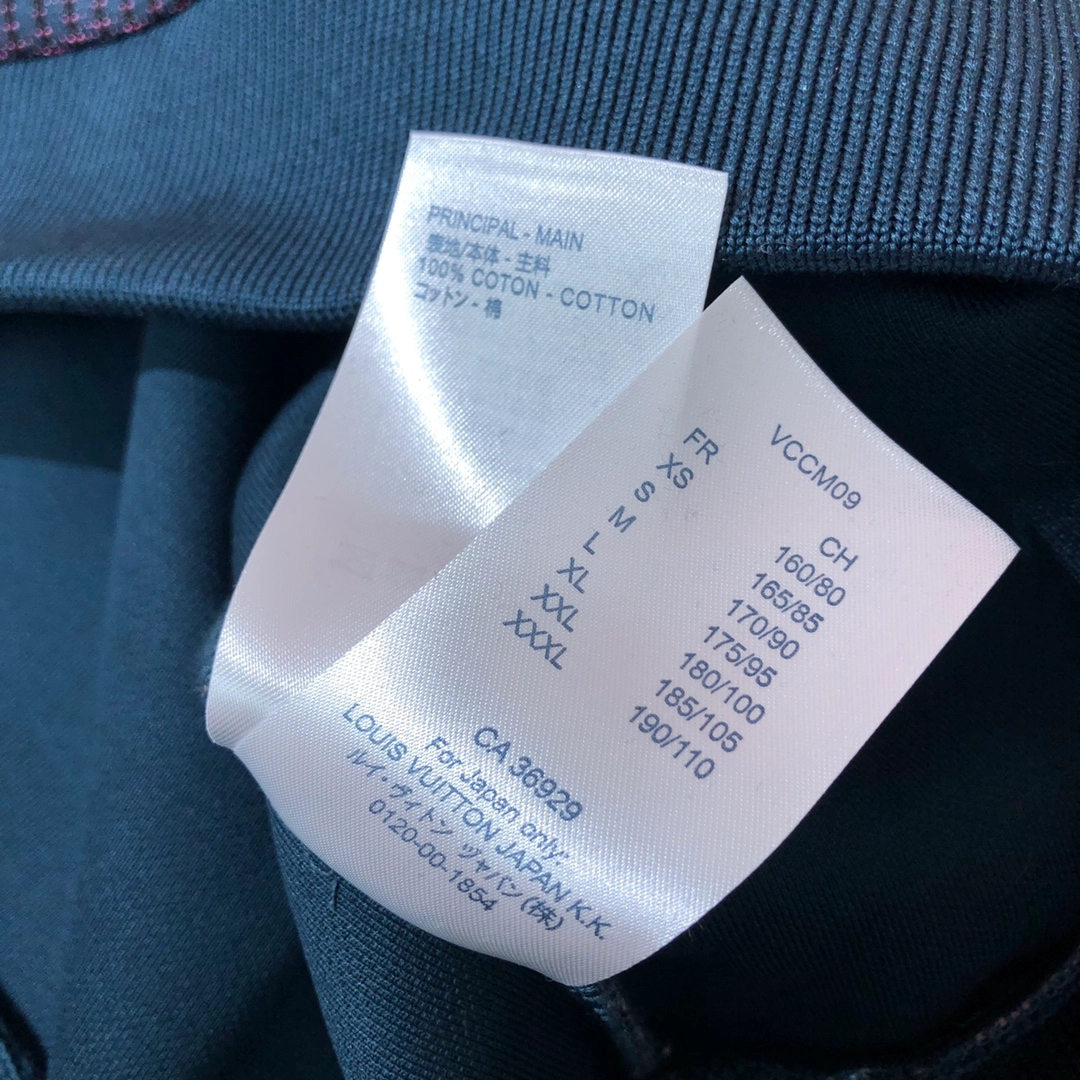 PRINCIPAL - MAIN
表地/本体 - 主料
100% COTON - COTTON
コットン - 棉
VCCM09
FR CH
XS 160/80
S 165/85
M 170/90
L 175/95
XL 180/100
XXL 185/105
XXXL 190/110
CA 36929
For Japan only:
LOUIS VUITTON JAPAN K.K.
ルイ・ヴィトン ジャパン(株)
0120-00-1854